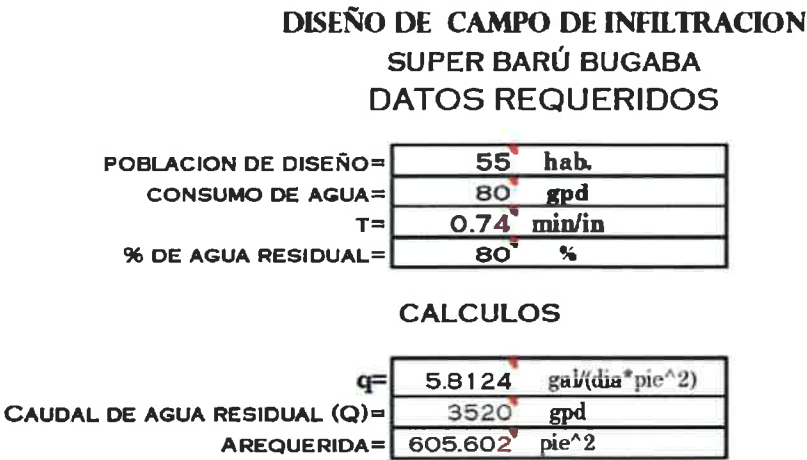 DISEÑO DE CAMPO DE INFILTRACION
SUPER BARÚ BUGABA
DATOS REQUERIDOS
POBLACION DE DISEÑO= 55 hab.
CONSUMO DE AGUA= 80 gpd
T= 0.74 min/in
% DE AGUA RESIDUAL= 80 %
CALCULOS
q= 5.8124 gal/(dia*pie^2)
CAUDAL DE AGUA RESIDUAL (Q)= 3520 gpd
AREQUERIDA= 605.602 pie^2